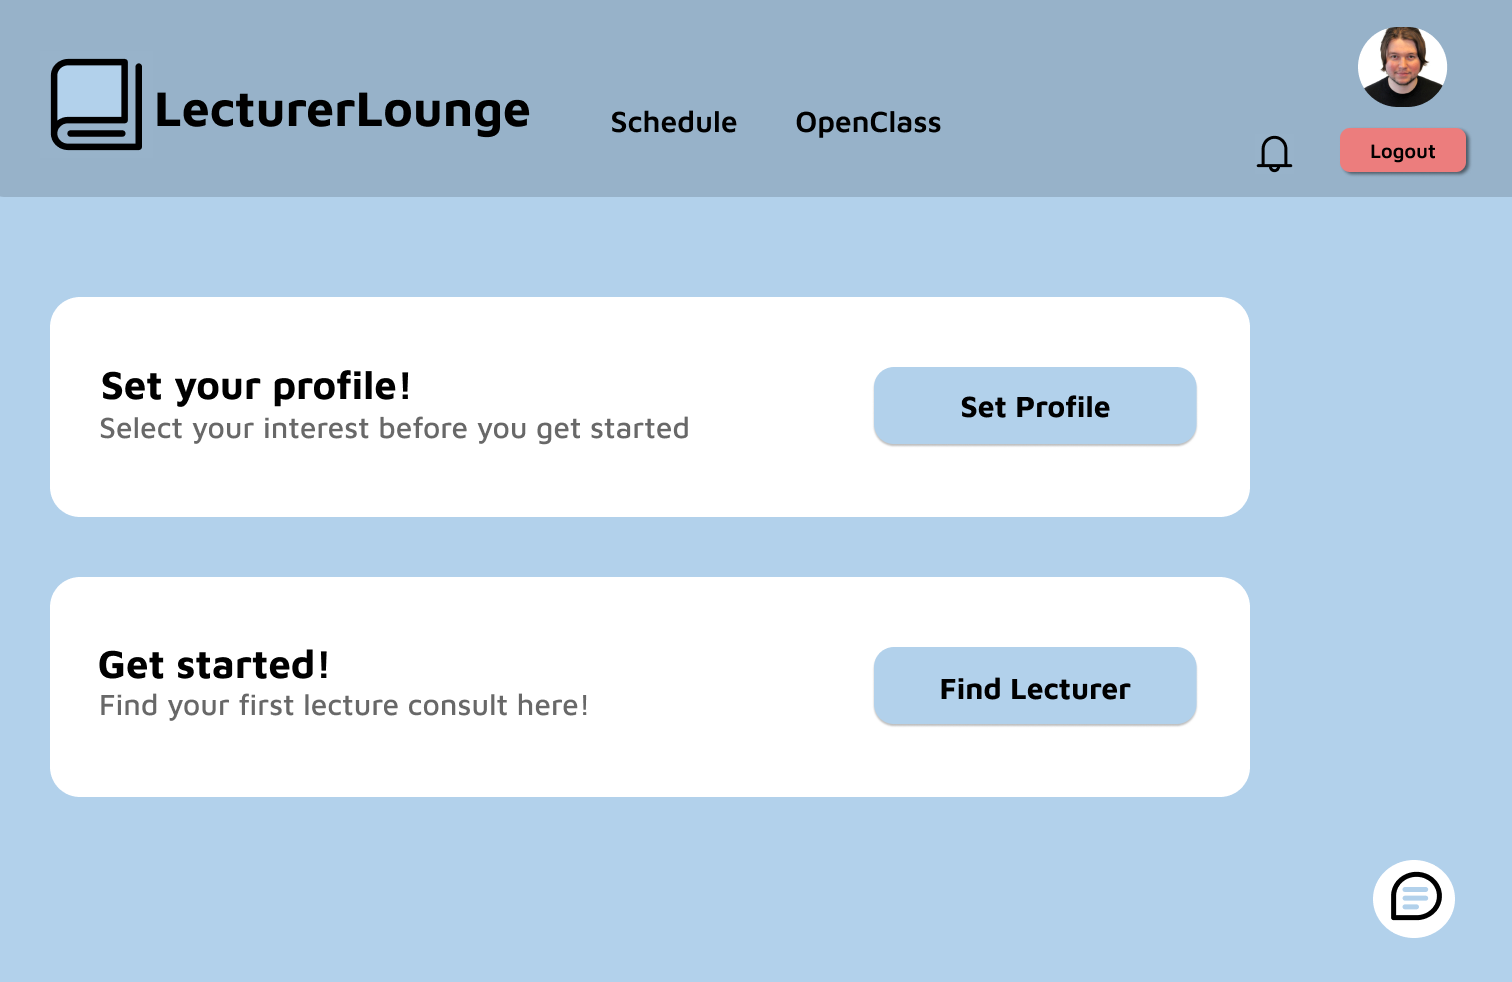 LecturerLounge
Schedule
OpenClass
Logout
Set your profile!
Select your interest before you get started
Set Profile
Get started!
Find your first lecture consult here!
Find Lecturer